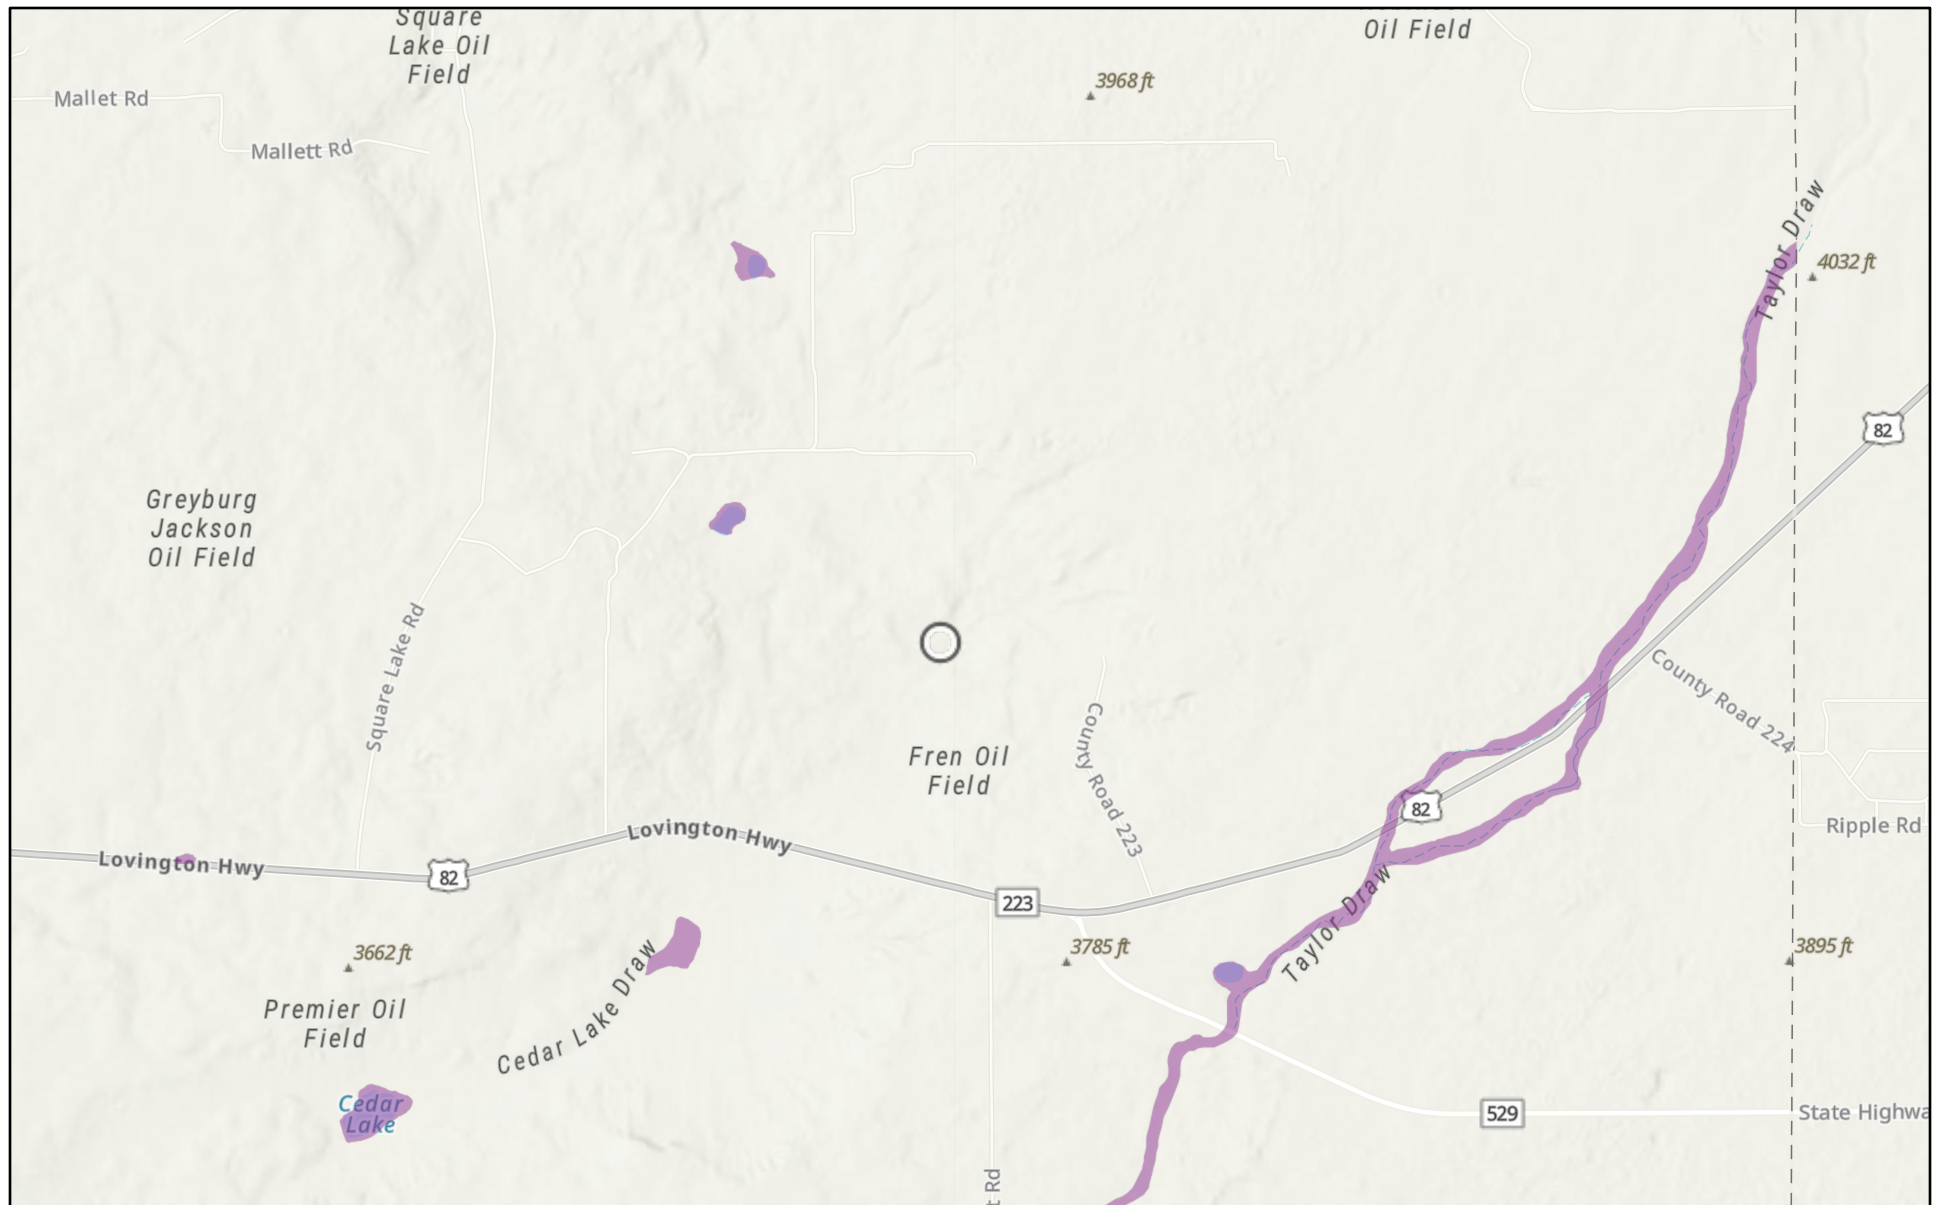 Square
Lake Oil
Field
Oil Field
Mallet Rd
Mallett Rd
3968 ft
Taylor Draw
4032 ft
82
Greyburg
Jackson
Oil Field
Square Lake Rd
County Road 224
County Road 223
Fren Oil
Field
82
Ripple Rd
Lovington Hwy
Lovington Hwy
82
223
Taylor Draw
3662 ft
3785 ft
3895 ft
Cedar Lake Draw
Premier Oil
Field
Cedar
Lake
529
State Highwa
t Rd